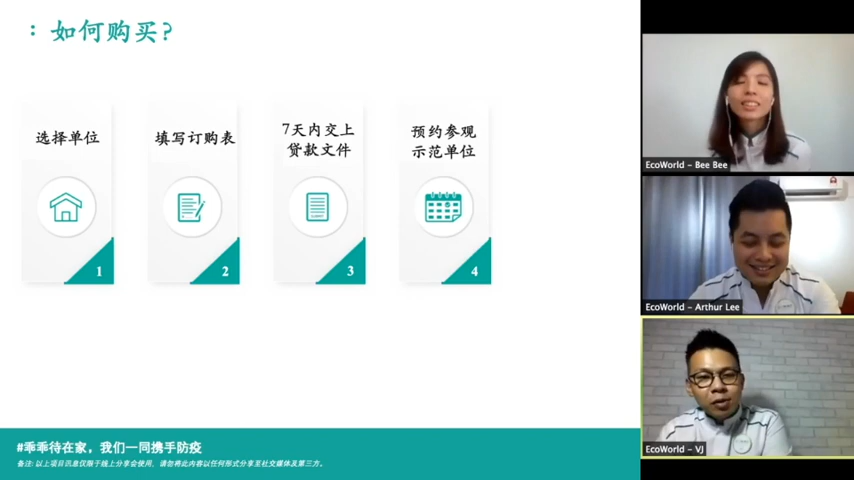 : 如何购买?
选择单位
填写订购表
7天内交上
贷款文件
预约参观
示范单位
1
2
3
4
#乖乖待在家，我们一同携手防疫
备注: 以上项目讯息仅限于线上分享会使用，请勿将此内容以任何形式分享至社交媒体及第三方。
EcoWorld - Bee Bee
EcoWorld - Arthur Lee
EcoWorld - VJ